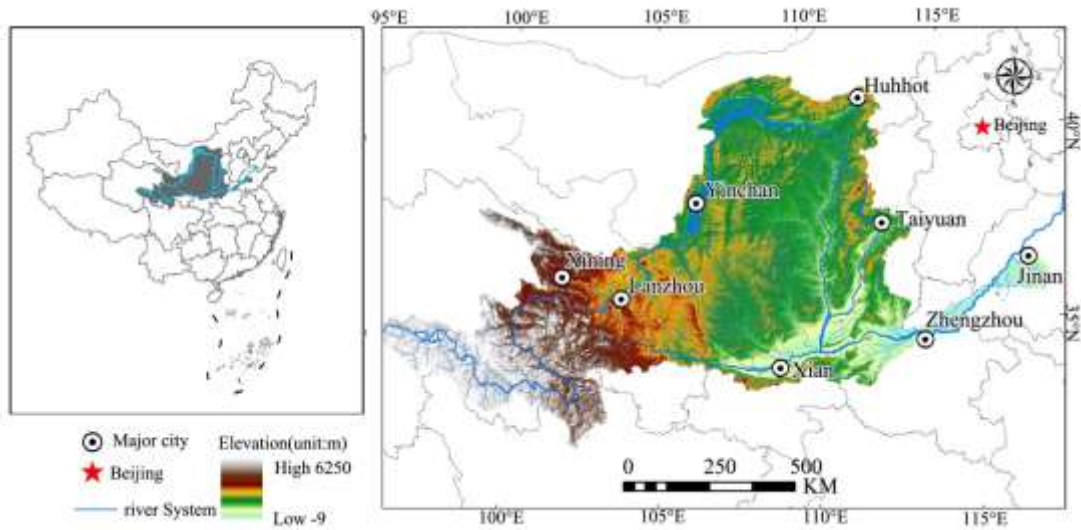 95°E 100°E 105°E 110°E 115°E
N
W E
S
Huhhot
Beijing
40°N
Yinchan
Taiyuan
Xining
Lanzhou
Jinan
Zhengzhou
35°N
Xian
Major city
Beijing
river System
Elevation(unit:m)
High 6250
Low -9
0 250 500
KM
100°E 105°E 110°E 115°E